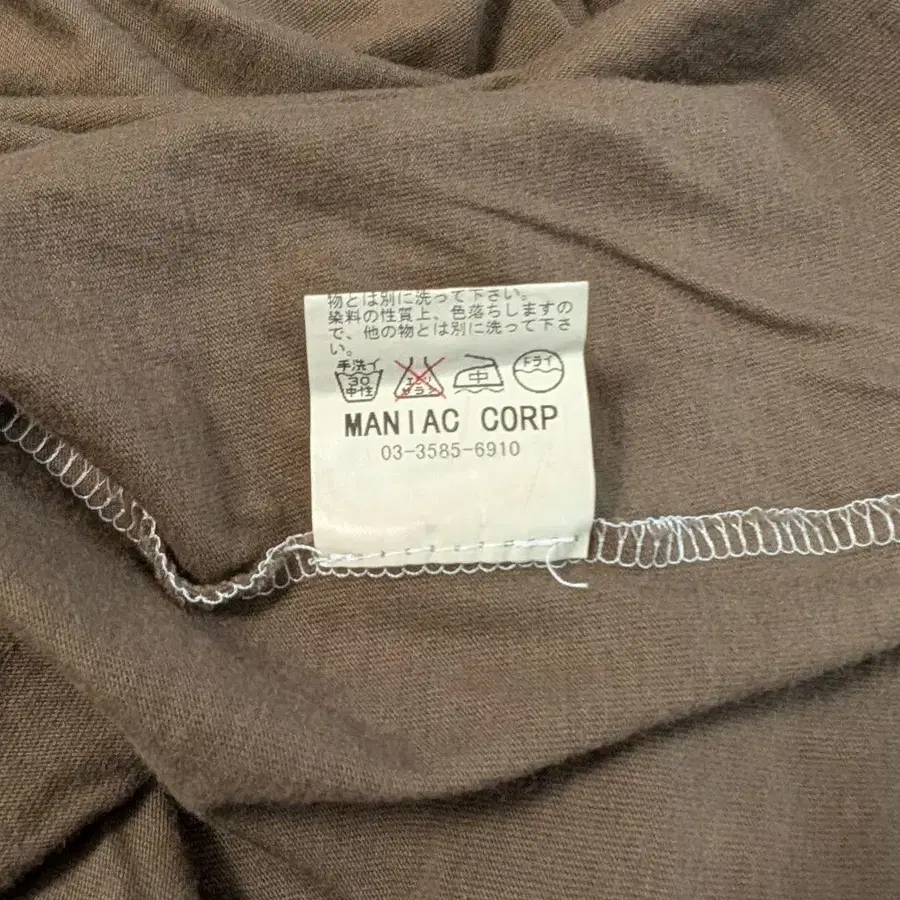 物とは別に洗って下さい。
染料の性質上、色落ちしますの
で、他の物とは別に洗って下さ
い。
手洗イ
30
中性
エンソ
サラシ
中
ドライ
MANIAC CORP
03-3585-6910